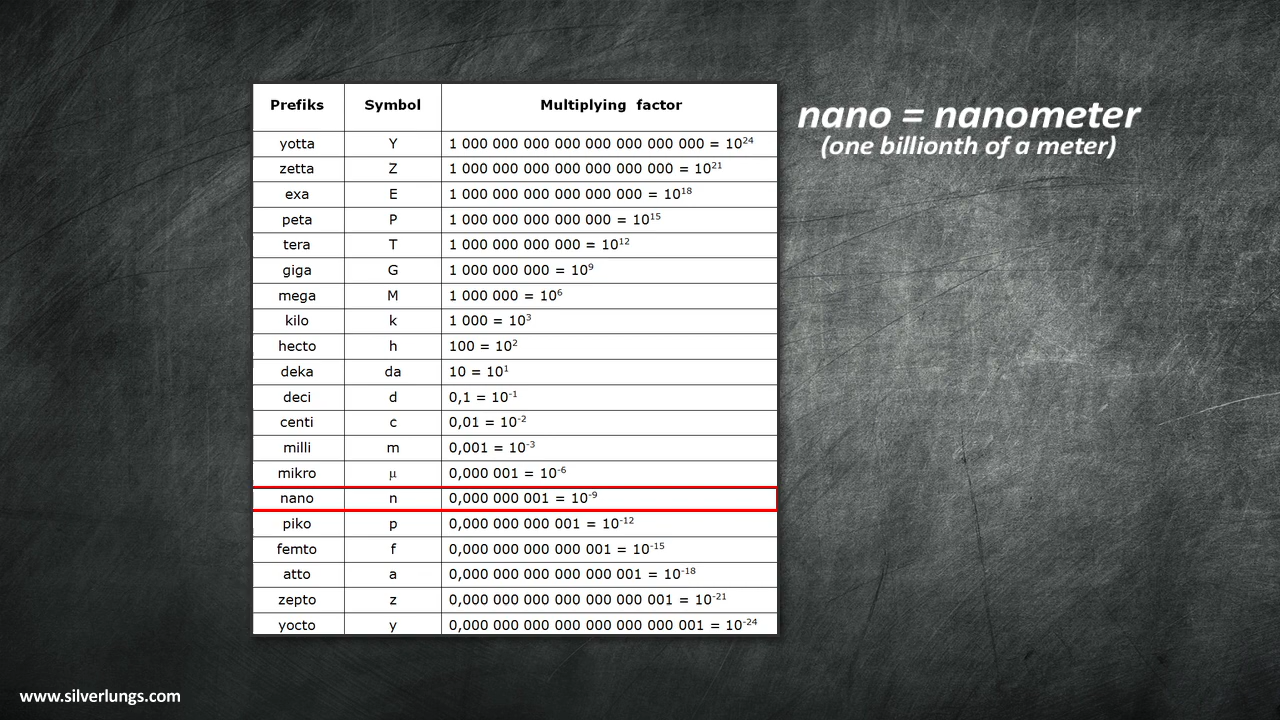 Prefiks Symbol Multiplying factor
yotta Y 1 000 000 000 000 000 000 000 000 = 10²⁴
zetta Z 1 000 000 000 000 000 000 000 = 10²¹
exa E 1 000 000 000 000 000 000 = 10¹⁸
peta P 1 000 000 000 000 000 = 10¹⁵
tera T 1 000 000 000 000 = 10¹²
giga G 1 000 000 000 = 10⁹
mega M 1 000 000 = 10⁶
kilo k 1 000 = 10³
hecto h 100 = 10²
deka da 10 = 10¹
deci d 0,1 = 10⁻¹
centi c 0,01 = 10⁻²
milli m 0,001 = 10⁻³
mikro μ 0,000 001 = 10⁻⁶
nano n 0,000 000 001 = 10⁻⁹
piko p 0,000 000 000 001 = 10⁻¹²
femto f 0,000 000 000 000 001 = 10⁻¹⁵
atto a 0,000 000 000 000 000 001 = 10⁻¹⁸
zepto z 0,000 000 000 000 000 000 001 = 10⁻²¹
yocto y 0,000 000 000 000 000 000 000 001 = 10⁻²⁴
nano = nanometer
(one billionth of a meter)
www.silverlungs.com